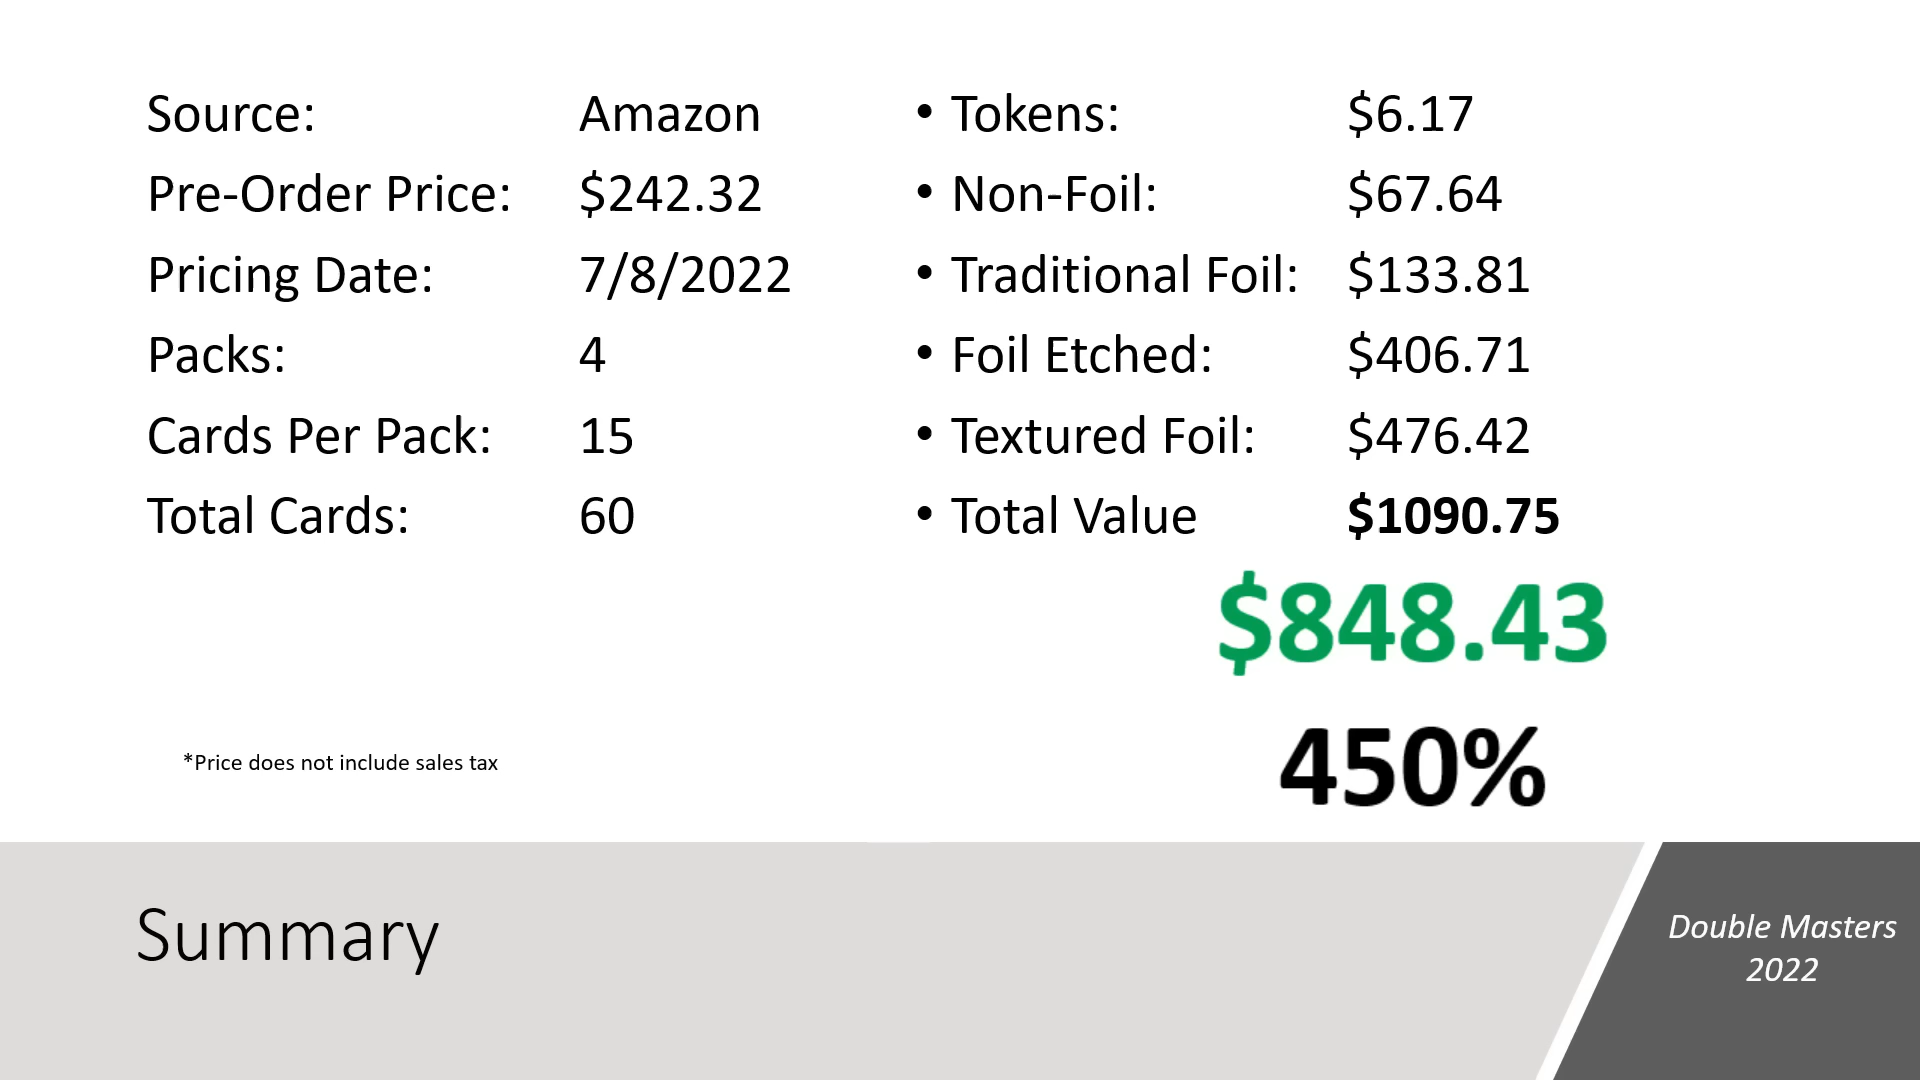 Source: Amazon
Pre-Order Price: $242.32
Pricing Date: 7/8/2022
Packs: 4
Cards Per Pack: 15
Total Cards: 60
• Tokens: $6.17
• Non-Foil: $67.64
• Traditional Foil: $133.81
• Foil Etched: $406.71
• Textured Foil: $476.42
• Total Value $1090.75
$848.43
450%
*Price does not include sales tax
Summary
Double Masters
2022